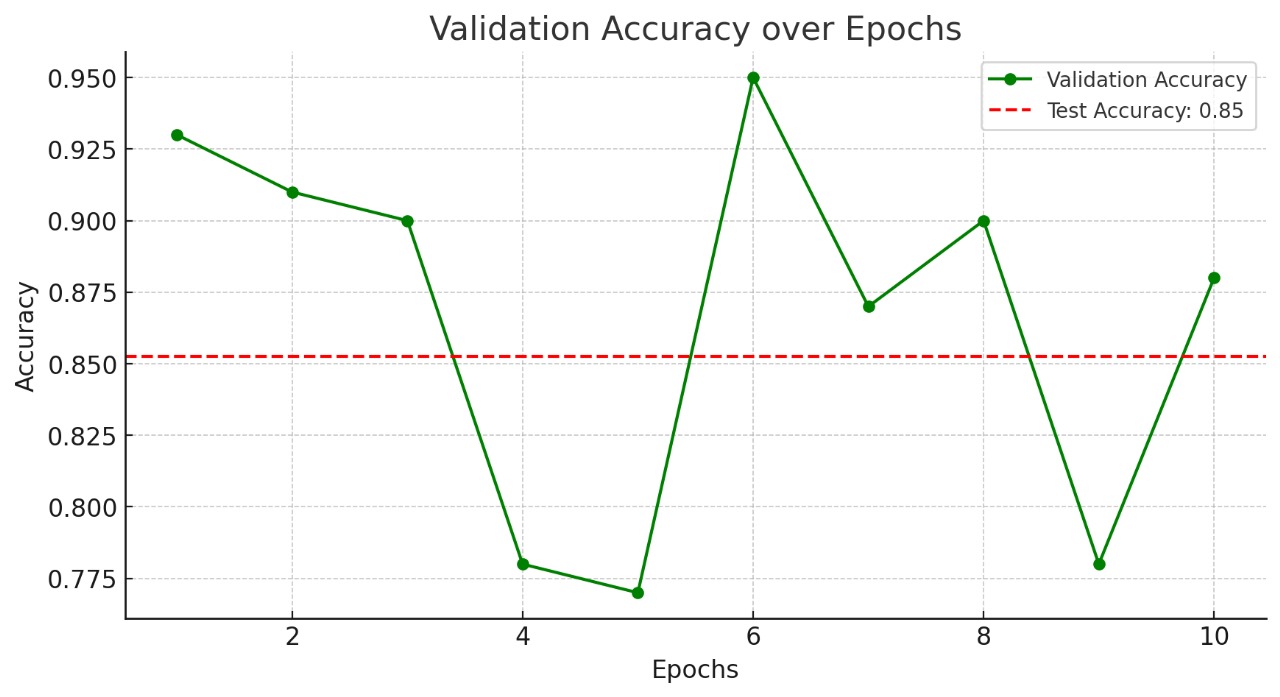 Validation Accuracy over Epochs
Validation Accuracy
Test Accuracy: 0.85
Accuracy
0.950
0.925
0.900
0.875
0.850
0.825
0.800
0.775
2 4 6 8 10
Epochs